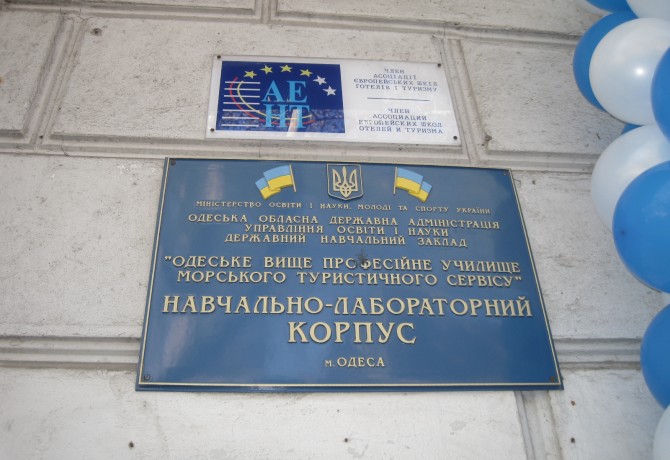 AE
HT
ЧЛЕН
АСОЦІАЦІЇ
ЄВРОПЕЙСЬКИХ ШКІЛ
ГОТЕЛІВ І ТУРИЗМУ
ЧЛЕН
АССОЦИАЦИИ
ЕВРОПЕЙСКИХ ШКОЛ
ОТЕЛЕЙ И ТУРИЗМА
МІНІСТЕРСТВО ОСВІТИ І НАУКИ, МОЛОДІ ТА СПОРТУ УКРАЇНИ
ОДЕСЬКА ОБЛАСНА ДЕРЖАВНА АДМІНІСТРАЦІЯ
УПРАВЛІННЯ ОСВІТИ І НАУКИ
ДЕРЖАВНИЙ НАВЧАЛЬНИЙ ЗАКЛАД
"ОДЕСЬКЕ ВИЩЕ ПРОФЕСІЙНЕ УЧИЛИЩЕ
МОРСЬКОГО ТУРИСТИЧНОГО СЕРВІСУ"
НАВЧАЛЬНО-ЛАБОРАТОРНИЙ
КОРПУС
м. ОДЕСА